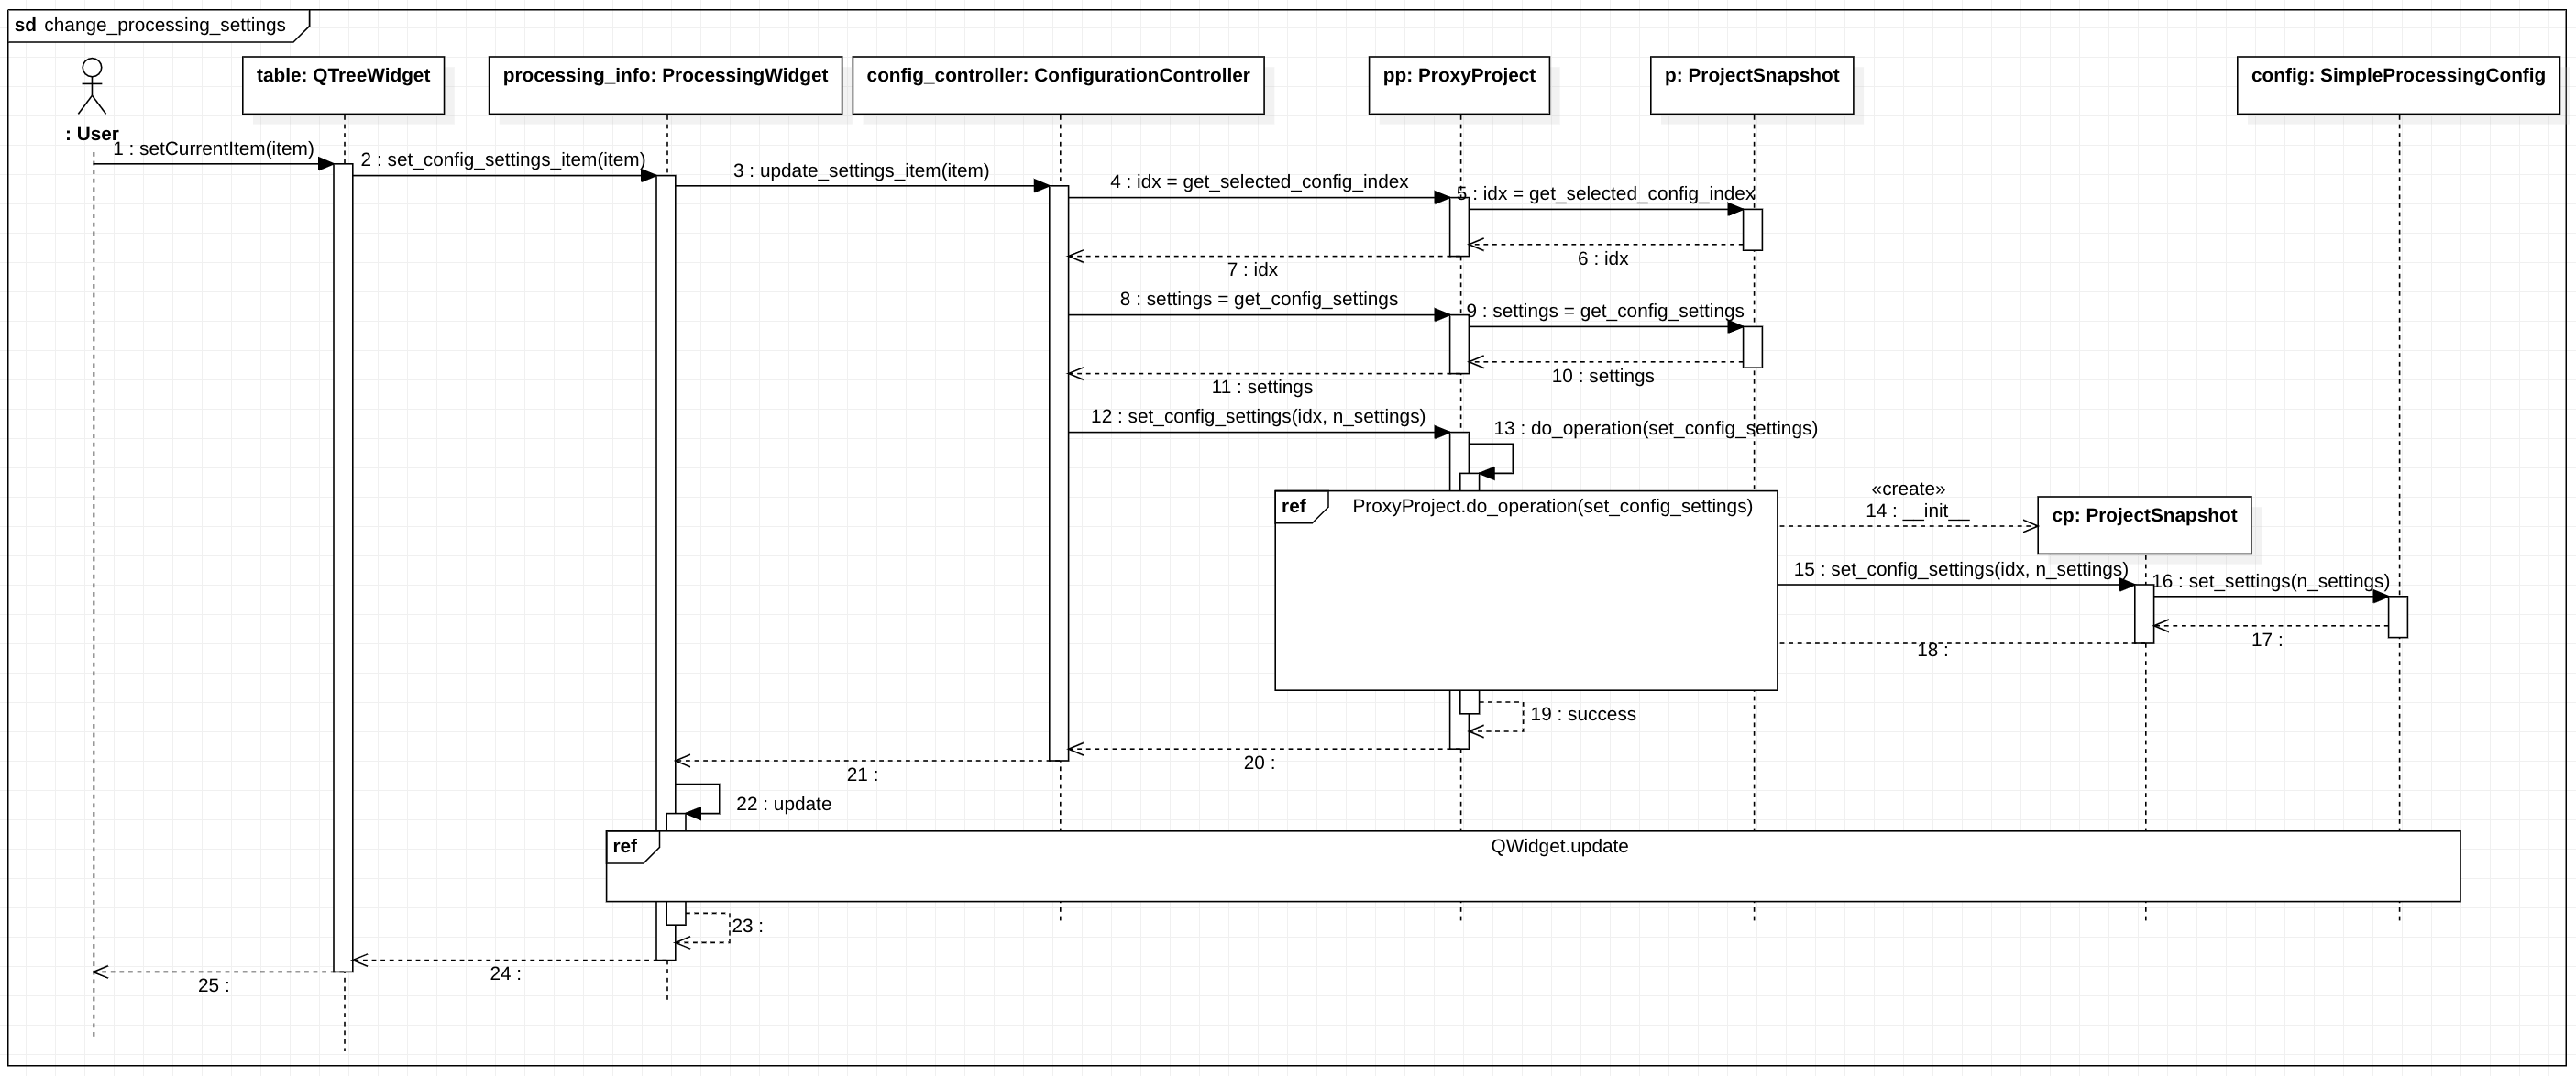 sd change_processing_settings
: User
table: QTreeWidget
processing_info: ProcessingWidget
config_controller: ConfigurationController
pp: ProxyProject
p: ProjectSnapshot
config: SimpleProcessingConfig
1 : setCurrentItem(item)
2 : set_config_settings_item(item)
3 : update_settings_item(item)
4 : idx = get_selected_config_index
5 : idx = get_selected_config_index
6 : idx
7 : idx
8 : settings = get_config_settings
9 : settings = get_config_settings
10 : settings
11 : settings
12 : set_config_settings(idx, n_settings)
13 : do_operation(set_config_settings)
ref ProxyProject.do_operation(set_config_settings)
«create»
14 : __init__
cp: ProjectSnapshot
15 : set_config_settings(idx, n_settings)
16 : set_settings(n_settings)
17 :
18 :
19 : success
20 :
21 :
22 : update
ref QWidget.update
23 :
24 :
25 :